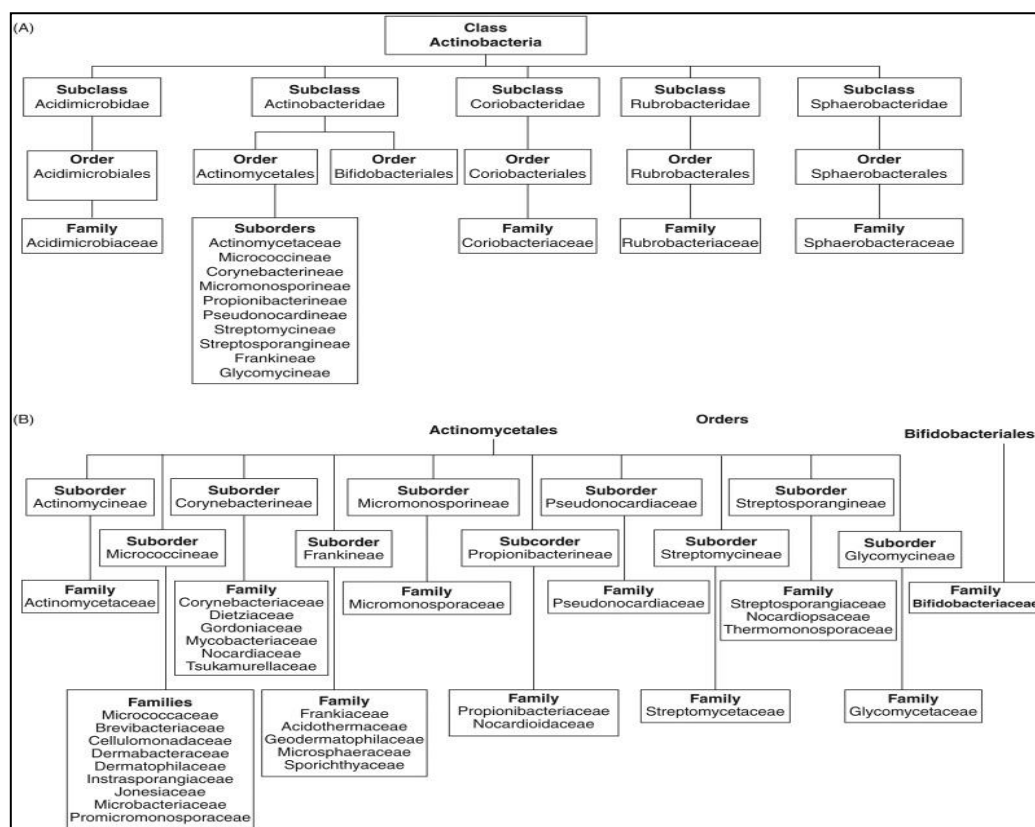 (A)
Class
Actinobacteria
Subclass
Acidimicrobidae
Subclass
Actinobacteridae
Subclass
Coriobacteridae
Subclass
Rubrobacteridae
Subclass
Sphaerobacteridae
Order
Acidimicrobiales
Order
Actinomycetales
Order
Bifidobacteriales
Order
Coriobacteriales
Order
Rubrobacterales
Order
Sphaerobacterales
Family
Acidimicrobiaceae
Suborders
Actinomycetaceae
Micrococcineae
Corynebacterineae
Micromonosporineae
Propionibacterineae
Pseudonocardineae
Streptomycineae
Streptosporangineae
Frankineae
Glycomycineae
Family
Coriobacteriaceae
Family
Rubrobacteriaceae
Family
Sphaerobacteraceae
(B)
Actinomycetales
Orders
Bifidobacteriales
Suborder
Actinomycineae
Suborder
Corynebacterineae
Suborder
Micromonosporineae
Suborder
Pseudonocardiaceae
Suborder
Streptosporangineae
Suborder
Micrococcineae
Suborder
Frankineae
Subcorder
Propionibacterineae
Suborder
Streptomycineae
Suborder
Glycomycineae
Family
Actinomycetaceae
Family
Corynebacteriaceae
Dietziaceae
Gordoniaceae
Mycobacteriaceae
Nocardiaceae
Tsukamurellaceae
Family
Micromonosporaceae
Family
Pseudonocardiaceae
Family
Streptosporangiaceae
Nocardiopsaceae
Thermomonosporaceae
Family
Bifidobacteriaceae
Families
Micrococcaceae
Brevibacteriaceae
Cellulomonadaceae
Dermabacteraceae
Dermatophilaceae
Instrasporangiaceae
Jonesiaceae
Microbacteriaceae
Promicromonosporaceae
Family
Frankiaceae
Acidothermaceae
Geodermatophilaceae
Microsphaeraceae
Sporichthyaceae
Family
Propionibacteriaceae
Nocardioidaceae
Family
Streptomycetaceae
Family
Glycomycetaceae